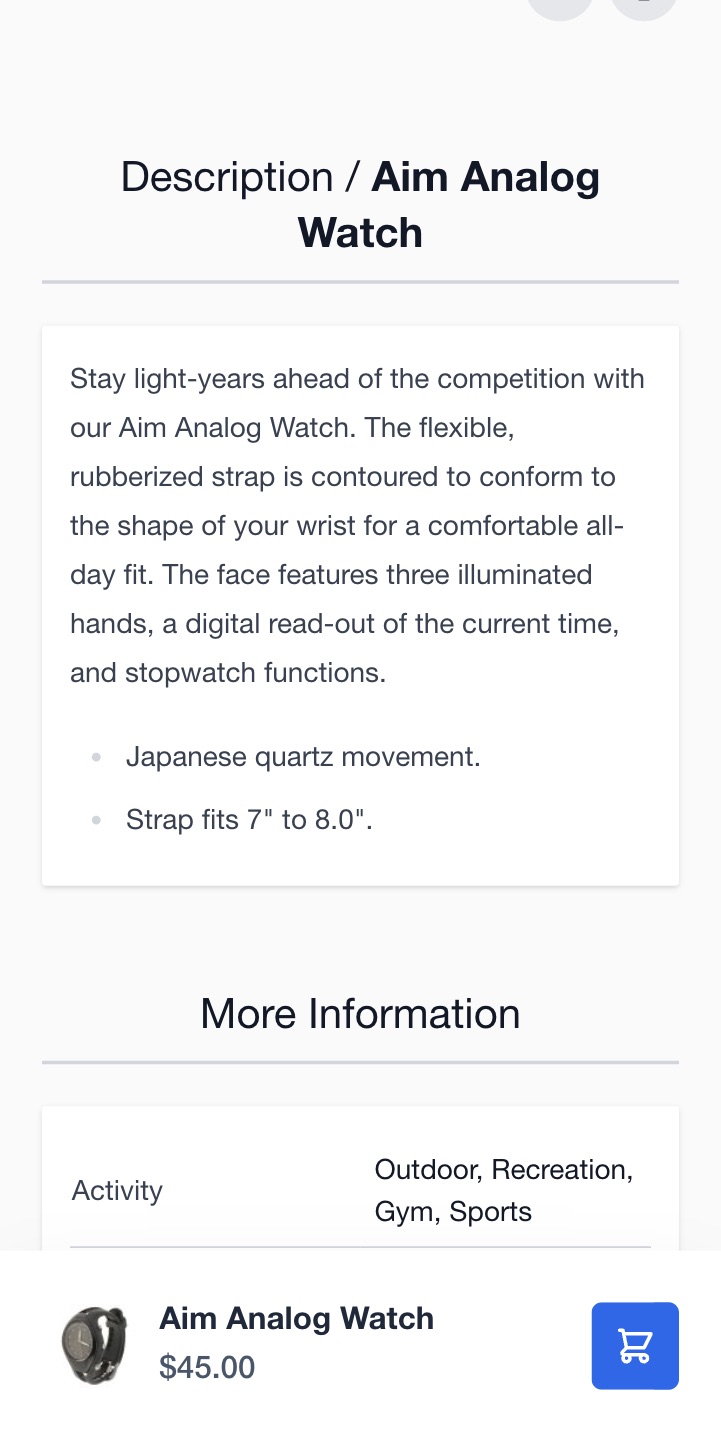 Description / Aim Analog
Watch
Stay light-years ahead of the competition with
our Aim Analog Watch. The flexible,
rubberized strap is contoured to conform to
the shape of your wrist for a comfortable all-
day fit. The face features three illuminated
hands, a digital read-out of the current time,
and stopwatch functions.
Japanese quartz movement.
Strap fits 7" to 8.0".
More Information
Activity
Outdoor, Recreation,
Gym, Sports
Aim Analog Watch
$45.00